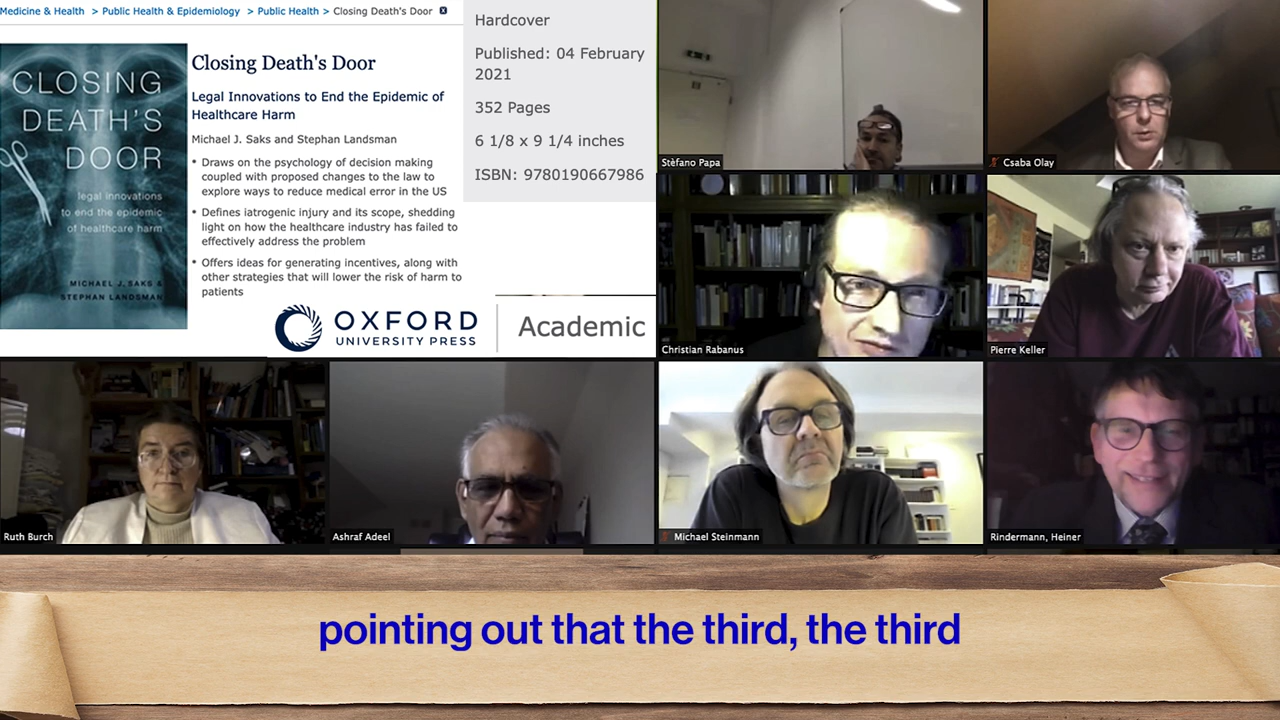 Medicine & Health > Public Health & Epidemiology > Public Health > Closing Death's Door x
CLOSING
DEATH'S
DOOR
legal innovations
to end the epidemic
of healthcare harm
MICHAEL J. SAKS &
STEPHAN LANDSMAN
Closing Death's Door
Legal Innovations to End the Epidemic of
Healthcare Harm
Michael J. Saks and Stephan Landsman
• Draws on the psychology of decision making
coupled with proposed changes to the law to
explore ways to reduce medical error in the US
• Defines iatrogenic injury and its scope, shedding
light on how the healthcare industry has failed to
effectively address the problem
• Offers ideas for generating incentives, along with
other strategies that will lower the risk of harm to
patients
OXFORD
UNIVERSITY PRESS
Academic
Hardcover
Published: 04 February
2021
352 Pages
6 1/8 x 9 1/4 inches
ISBN: 9780190667986
Stèfano Papa
Csaba Olay
Christian Rabanus
Pierre Keller
Ruth Burch
Ashraf Adeel
Michael Steinmann
Rindermann, Heiner
pointing out that the third, the third